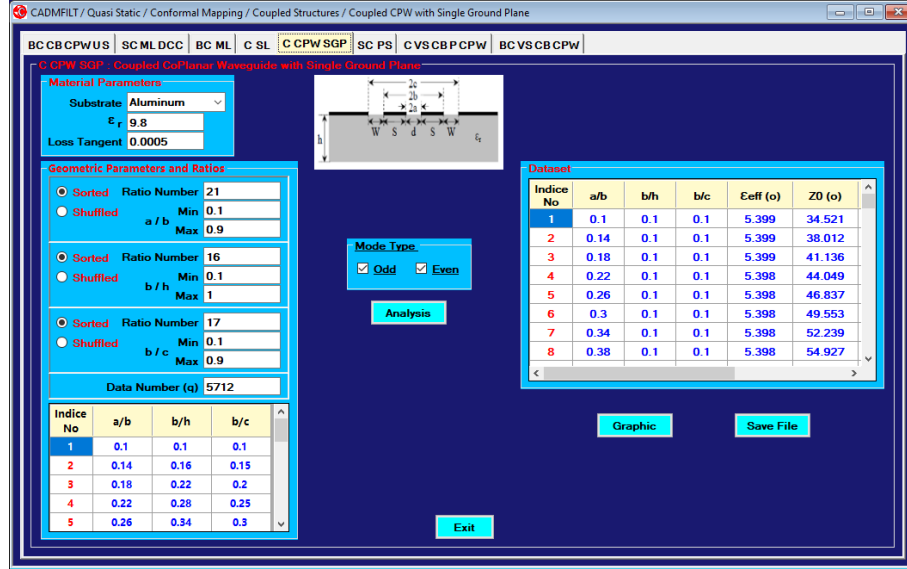 CADMFILT / Quasi Static / Conformal Mapping / Coupled Structures / Coupled CPW with Single Ground Plane
BC CB CPW US SC ML DCC BC ML C SL C CPW SGP SC PS C VS CB P CPW BC VS CB CPW
C CPW SGP : Coupled CoPlanar Waveguide with Single Ground Plane
Material Parameters
Substrate Aluminum
ε r 9.8
Loss Tangent 0.0005
2c
2b
2a
W S d S W
h
εr
Geometric Parameters and Ratios
Sorted Ratio Number 21
Shuffled a / b Min 0.1
Max 0.9
Sorted Ratio Number 16
Shuffled b / h Min 0.1
Max 1
Sorted Ratio Number 17
Shuffled b / c Min 0.1
Max 0.9
Data Number (q) 5712
Indice No a/b b/h b/c
1 0.1 0.1 0.1
2 0.14 0.16 0.15
3 0.18 0.22 0.2
4 0.22 0.28 0.25
5 0.26 0.34 0.3
Mode Type
Odd Even
Analysis
Dataset
Indice No a/b b/h b/c Eeff (o) Z0 (o)
1 0.1 0.1 0.1 5.399 34.521
2 0.14 0.1 0.1 5.399 38.012
3 0.18 0.1 0.1 5.399 41.136
4 0.22 0.1 0.1 5.398 44.049
5 0.26 0.1 0.1 5.398 46.837
6 0.3 0.1 0.1 5.398 49.553
7 0.34 0.1 0.1 5.398 52.239
8 0.38 0.1 0.1 5.398 54.927
Graphic
Save File
Exit